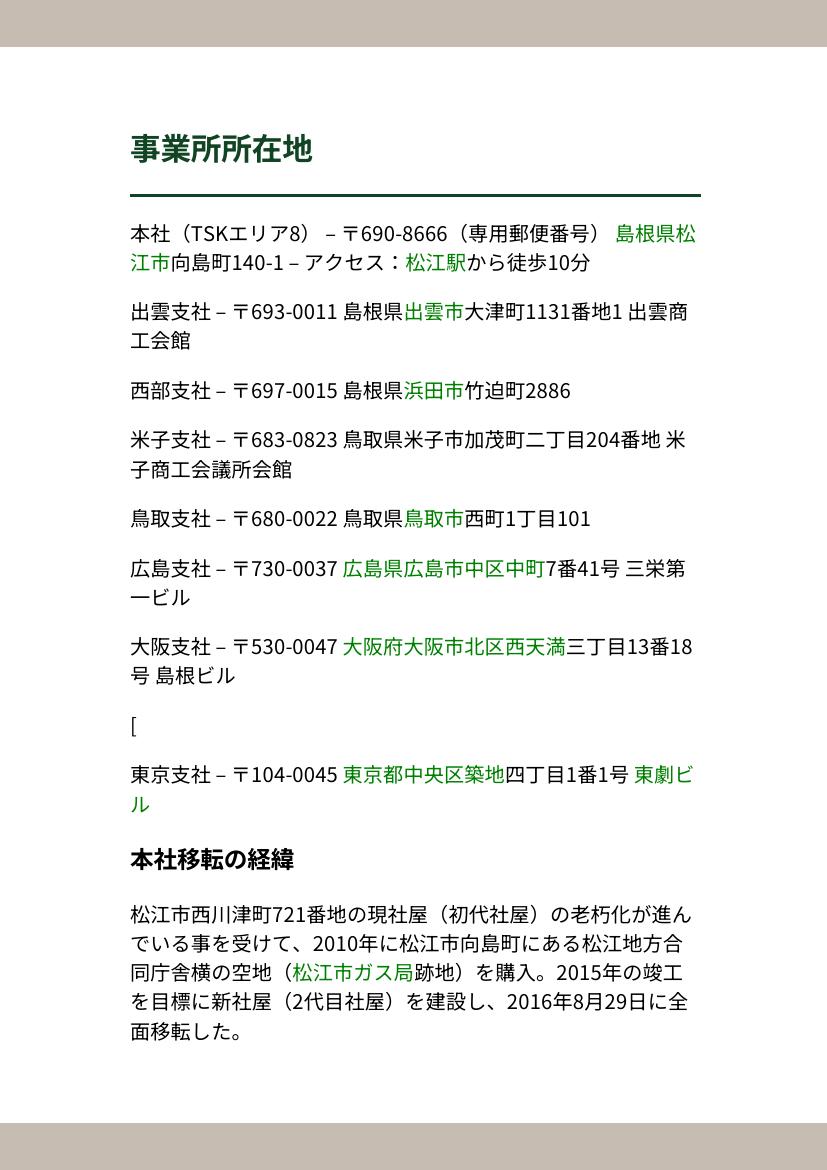 事業所所在地
本社（TSKエリア8） – 〒690-8666（専用郵便番号） 島根県松
江市向島町140-1 – アクセス：松江駅から徒歩10分
出雲支社 – 〒693-0011 島根県出雲市大津町1131番地1 出雲商
工会館
西部支社 – 〒697-0015 島根県浜田市竹迫町2886
米子支社 – 〒683-0823 鳥取県米子市加茂町二丁目204番地 米
子商工会議所会館
鳥取支社 – 〒680-0022 鳥取県鳥取市西町1丁目101
広島支社 – 〒730-0037 広島県広島市中区中町7番41号 三栄第
一ビル
大阪支社 – 〒530-0047 大阪府大阪市北区西天満三丁目13番18
号 島根ビル
[
東京支社 – 〒104-0045 東京都中央区築地四丁目1番1号 東劇ビ
ル
本社移転の経緯
松江市西川津町721番地の現社屋（初代社屋）の老朽化が進ん
でいる事を受けて、2010年に松江市向島町にある松江地方合
同庁舎横の空地（松江市ガス局跡地）を購入。2015年の竣工
を目標に新社屋（2代目社屋）を建設し、2016年8月29日に全
面移転した。